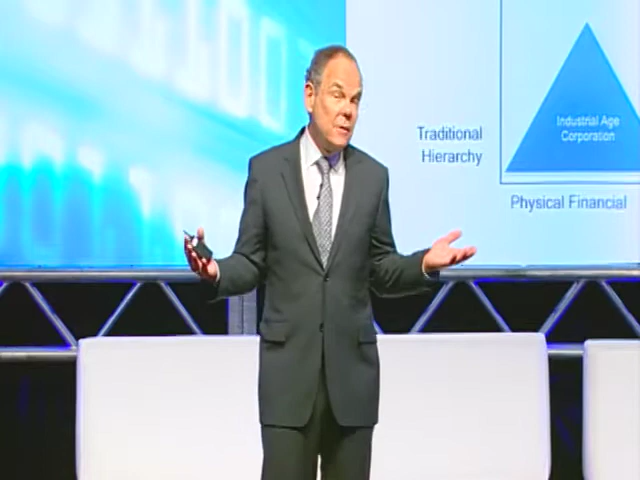 Industrial Age
Corporation
Traditional
Hierarchy
Physical Financial